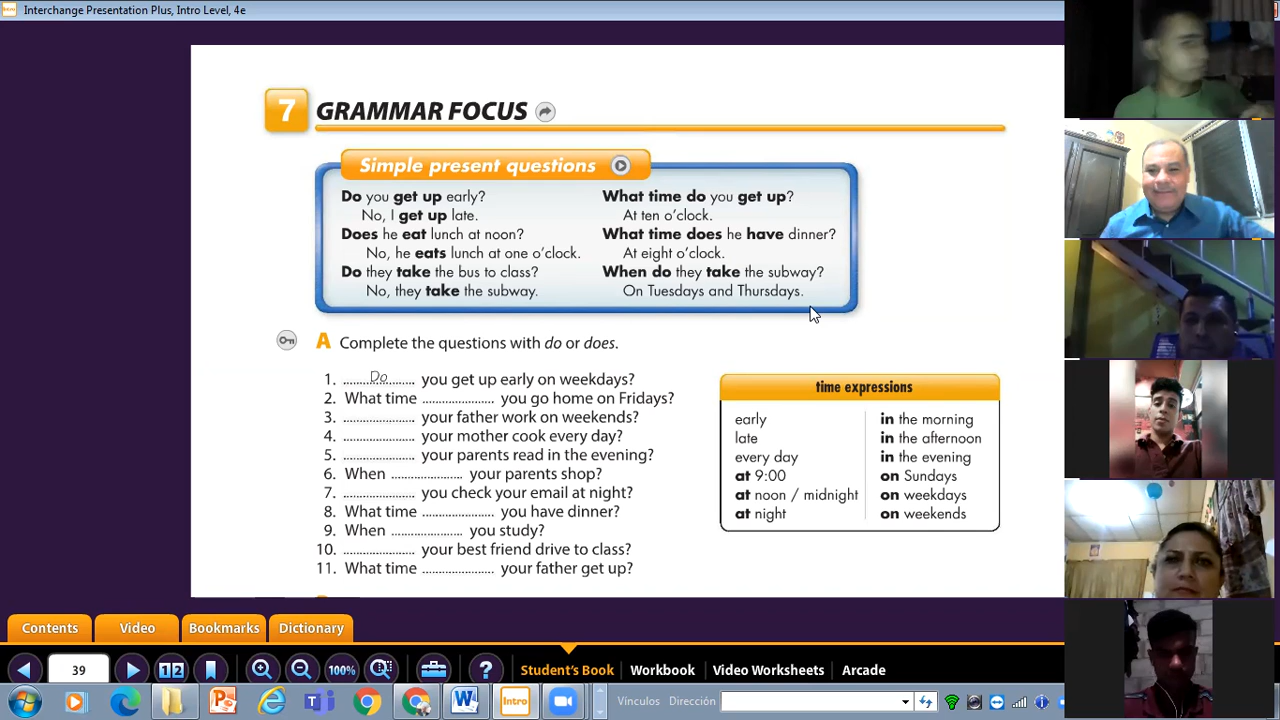 Interchange Presentation Plus, Intro Level, 4e
7 GRAMMAR FOCUS
Simple present questions
Do you get up early?
No, I get up late.
Does he eat lunch at noon?
No, he eats lunch at one o'clock.
Do they take the bus to class?
No, they take the subway.
What time do you get up?
At ten o'clock.
What time does he have dinner?
At eight o'clock.
When do they take the subway?
On Tuesdays and Thursdays.
A Complete the questions with do or does.
1. ......Do...... you get up early on weekdays?
2. What time .................... you go home on Fridays?
3. .................... your father work on weekends?
4. .................... your mother cook every day?
5. .................... your parents read in the evening?
6. When .................... your parents shop?
7. .................... you check your email at night?
8. What time .................... you have dinner?
9. When .................... you study?
10. .................... your best friend drive to class?
11. What time .................... your father get up?
time expressions
early
late
every day
at 9:00
at noon / midnight
at night
in the morning
in the afternoon
in the evening
on Sundays
on weekdays
on weekends
Contents Video Bookmarks Dictionary
39 12 100% ? Student's Book Workbook Video Worksheets Arcade
Intro Vínculos Dirección